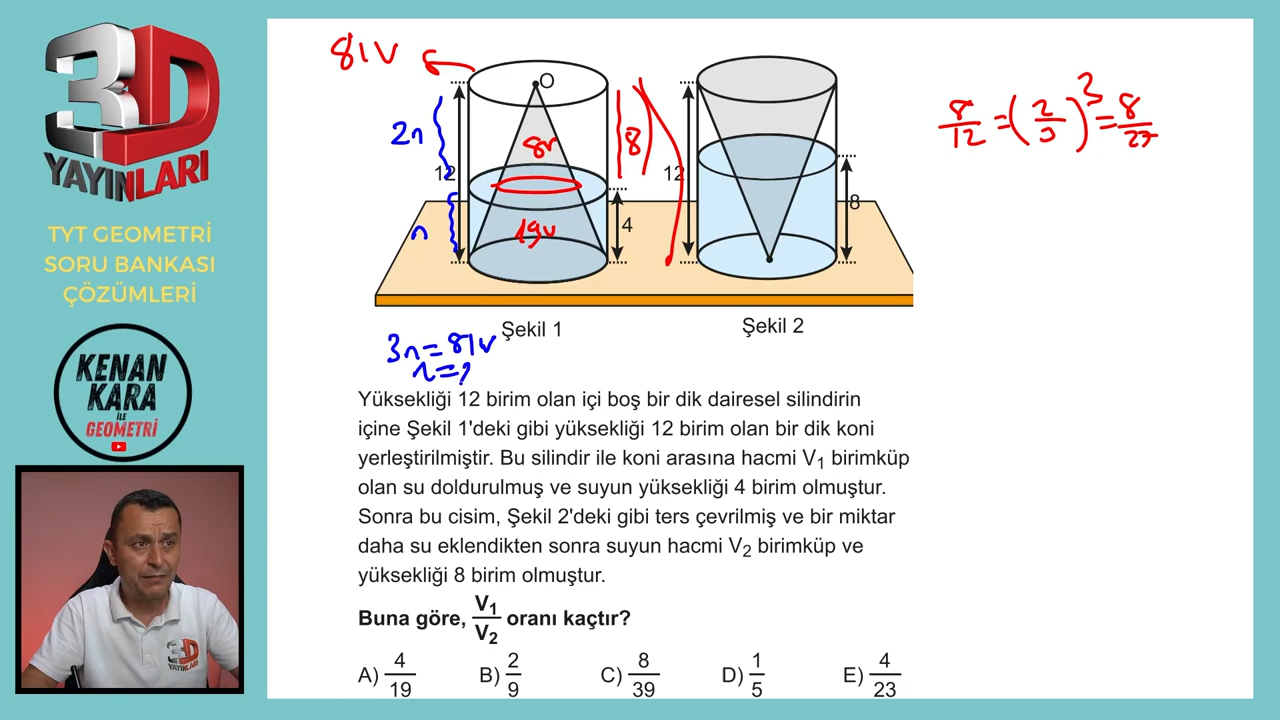 3D
YAYINLARI
TYT GEOMETRİ
SORU BANKASI
ÇÖZÜMLERİ
KENAN
KARA
İLE
GEOMETRİ
3D
YAYINLARI
81V
O
2n
12
8v
8
n
19v
4
12
8
8/12 = (2/3)^3 = 8/27
Şekil 1
Şekil 2
3n = 81v
n = ?
Yüksekliği 12 birim olan içi boş bir dik dairesel silindirin
içine Şekil 1'deki gibi yüksekliği 12 birim olan bir dik koni
yerleştirilmiştir. Bu silindir ile koni arasına hacmi V₁ birimküp
olan su doldurulmuş ve suyun yüksekliği 4 birim olmuştur.
Sonra bu cisim, Şekil 2'deki gibi ters çevrilmiş ve bir miktar
daha su eklendikten sonra suyun hacmi V₂ birimküp ve
yüksekliği 8 birim olmuştur.
Buna göre, V₁/V₂ oranı kaçtır?
A) 4/19 B) 2/9 C) 8/39 D) 1/5 E) 4/23